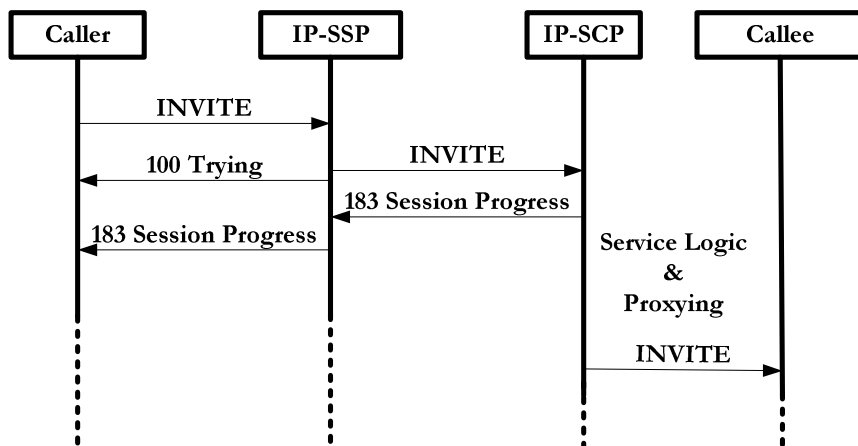 Caller
IP-SSP
IP-SCP
Callee
INVITE
100 Trying
INVITE
183 Session Progress
183 Session Progress
Service Logic
&
Proxying
INVITE